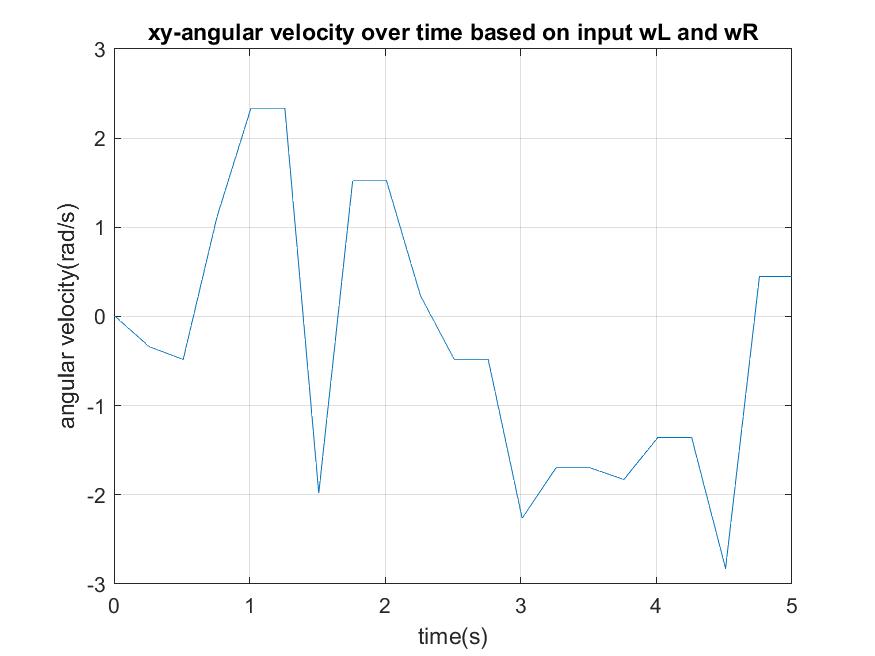 xy-angular velocity over time based on input wL and wR
3
2
1
0
-1
-2
-3
angular velocity(rad/s)
0 1 2 3 4 5
time(s)